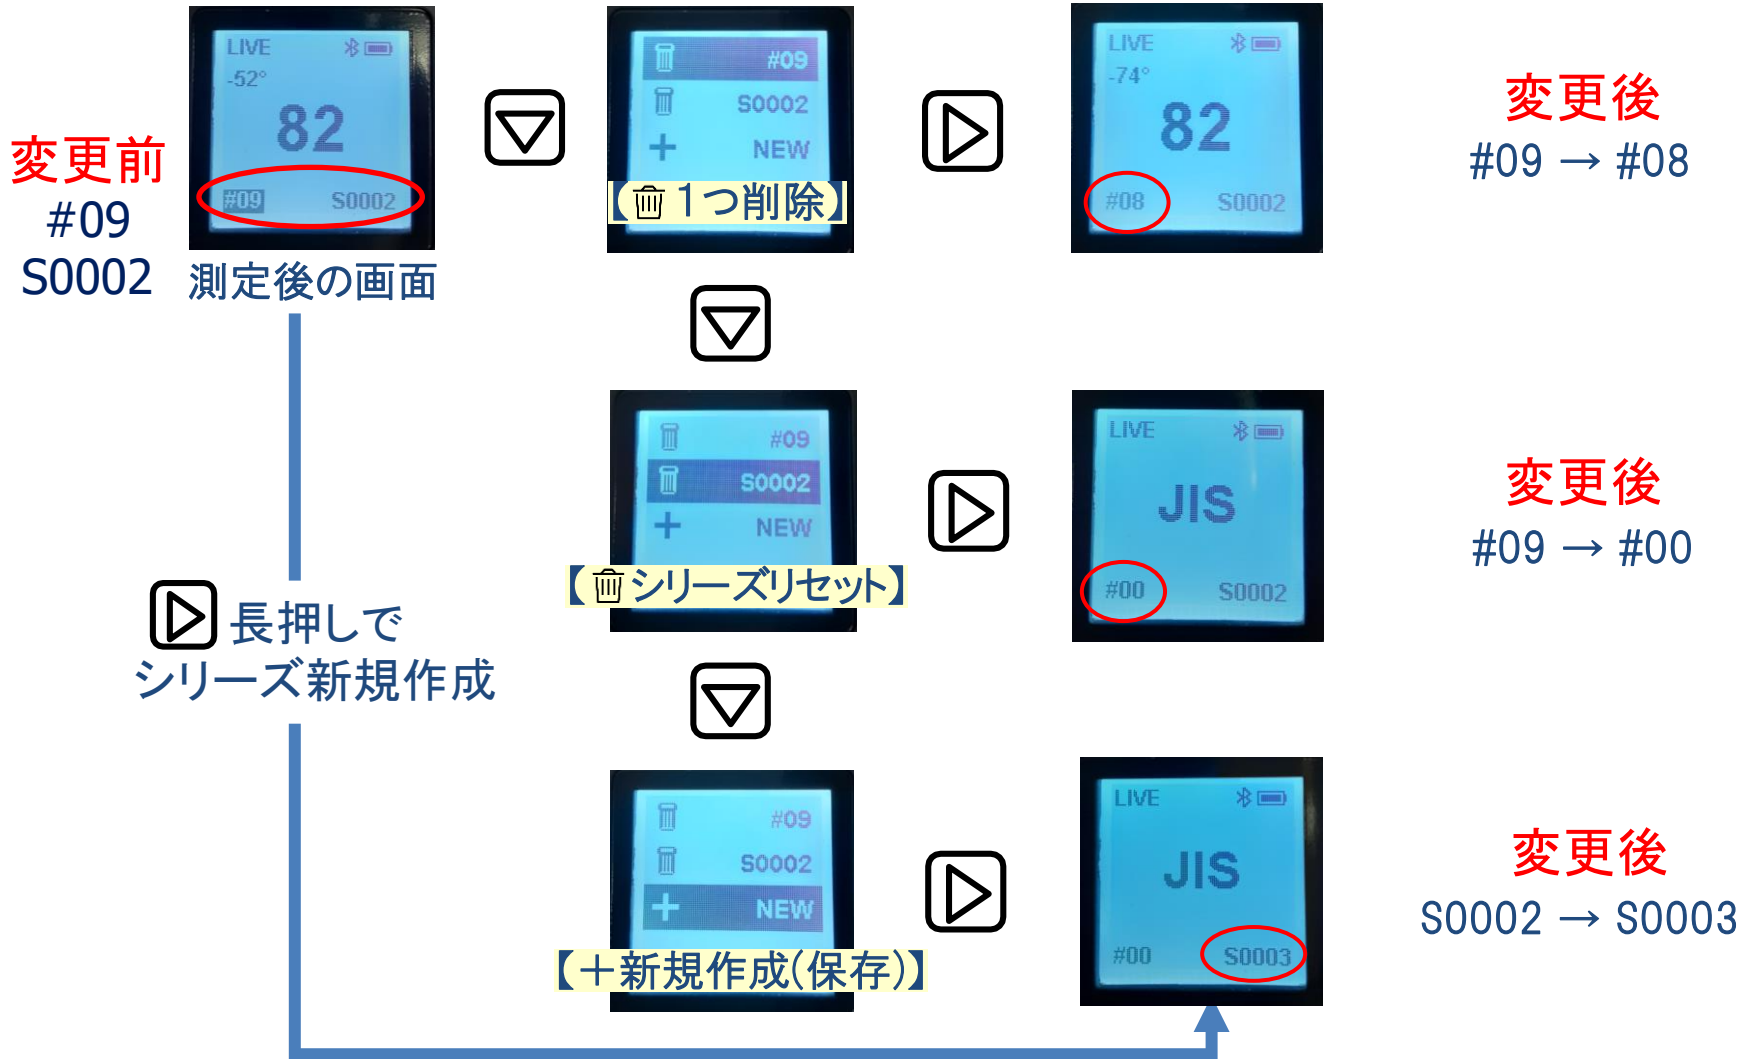 変更前
#09
S0002
LIVE
-52°
82
#09 S0002
測定後の画面
#09
S0002
NEW
【1つ削除】
LIVE
-74°
82
#08 S0002
変更後
#09 → #08
#09
S0002
NEW
【シリーズリセット】
LIVE
JIS
#00 S0002
変更後
#09 → #00
長押しで
シリーズ新規作成
#09
S0002
+ NEW
【＋新規作成(保存)】
LIVE
JIS
#00 S0003
変更後
S0002 → S0003